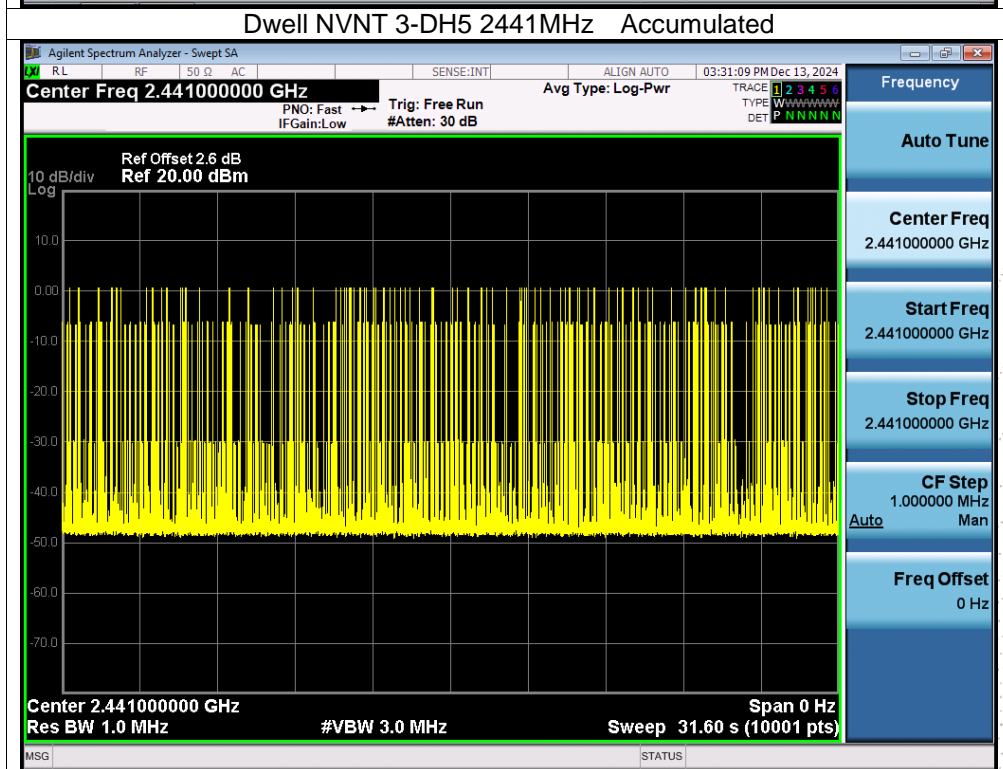 Dwell NVNT 3-DH5 2441MHz Accumulated
Agilent Spectrum Analyzer - Swept SA
LXI RL RF 50 Ω AC SENSE:INT ALIGN AUTO 03:31:09 PM Dec 13, 2024
Center Freq 2.441000000 GHz
PNO: Fast
IFGain:Low
Trig: Free Run
#Atten: 30 dB
Avg Type: Log-Pwr
TRACE 1 2 3 4 5 6
TYPE W WWWWW
DET P N N N N N
Frequency
Auto Tune
Center Freq
2.441000000 GHz
Start Freq
2.441000000 GHz
Stop Freq
2.441000000 GHz
CF Step
1.000000 MHz
Auto Man
Freq Offset
0 Hz
Ref Offset 2.6 dB
10 dB/div Ref 20.00 dBm
Log
10.0
0.00
-10.0
-20.0
-30.0
-40.0
-50.0
-60.0
-70.0
Center 2.441000000 GHz Span 0 Hz
Res BW 1.0 MHz #VBW 3.0 MHz Sweep 31.60 s (10001 pts)
MSG STATUS